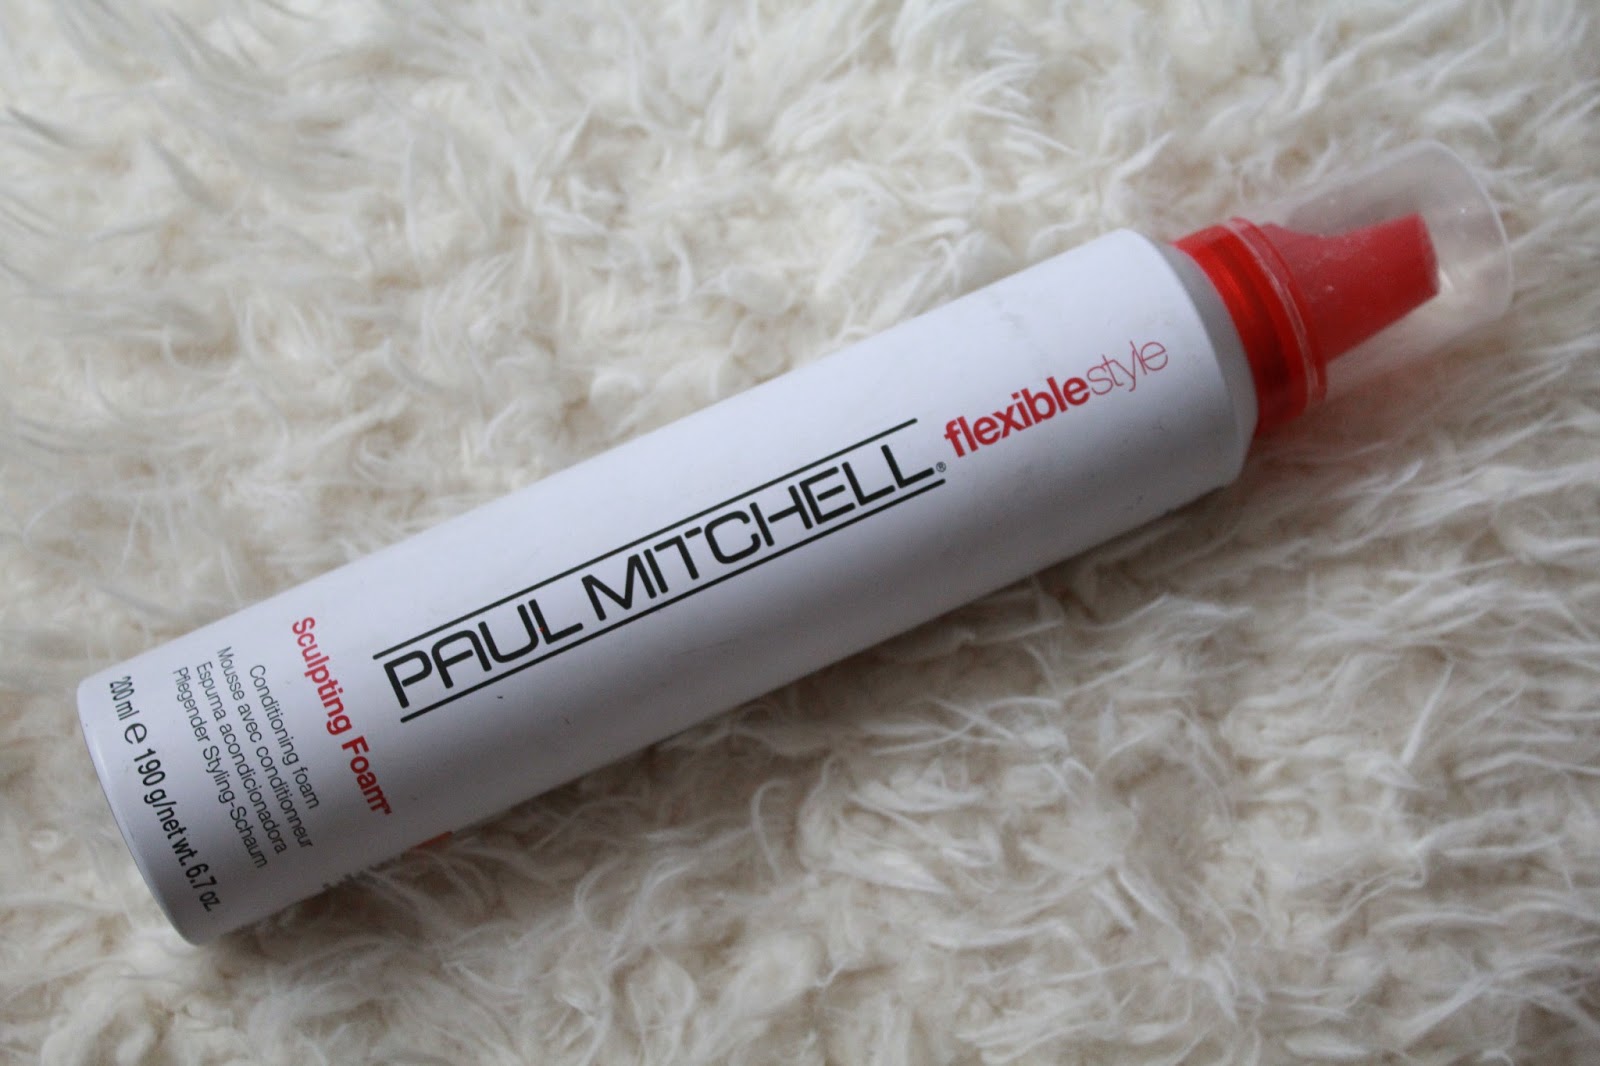 PAUL MITCHELL®
flexiblestyle
Sculpting Foam™
Conditioning foam
Mousse avec conditionneur
Espuma acondicionadora
Pflegender Styling-Schaum
200 ml ℮ 190 g/net wt. 6.7 oz.